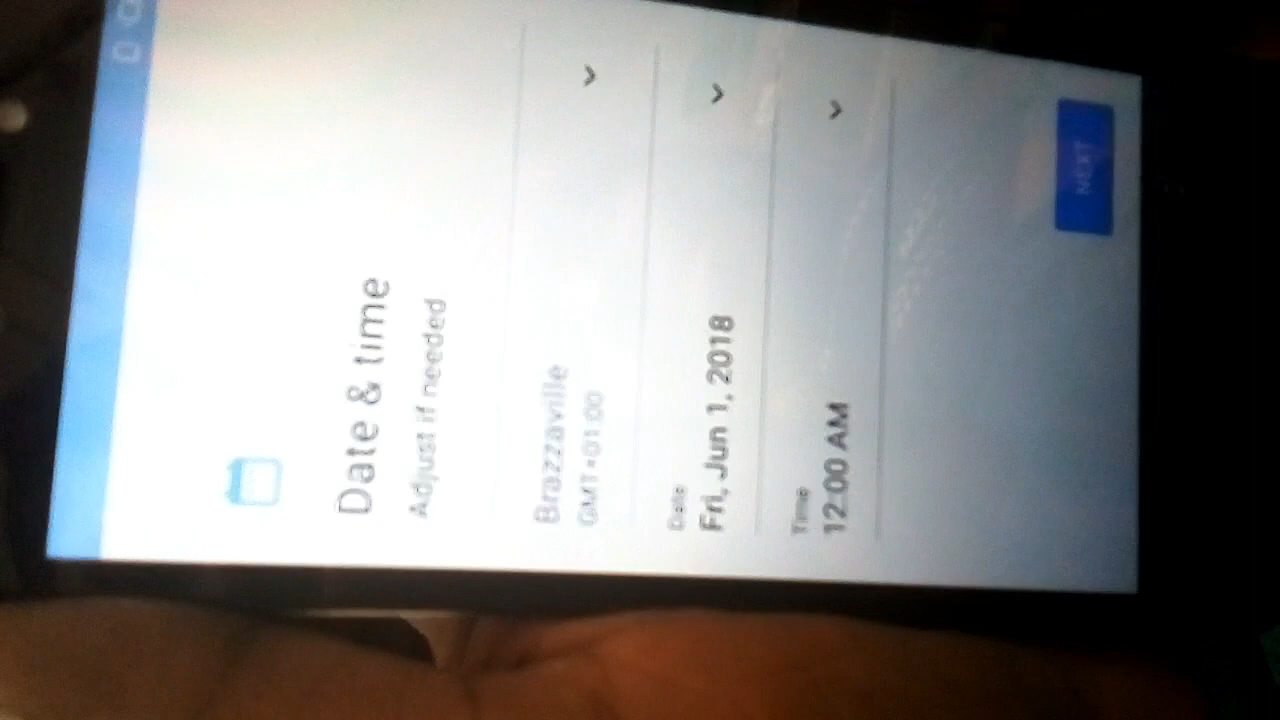 Date & time
Adjust if needed
Brazzaville
GMT+01:00
Date
Fri, Jun 1, 2018
Time
12:00 AM
NEXT